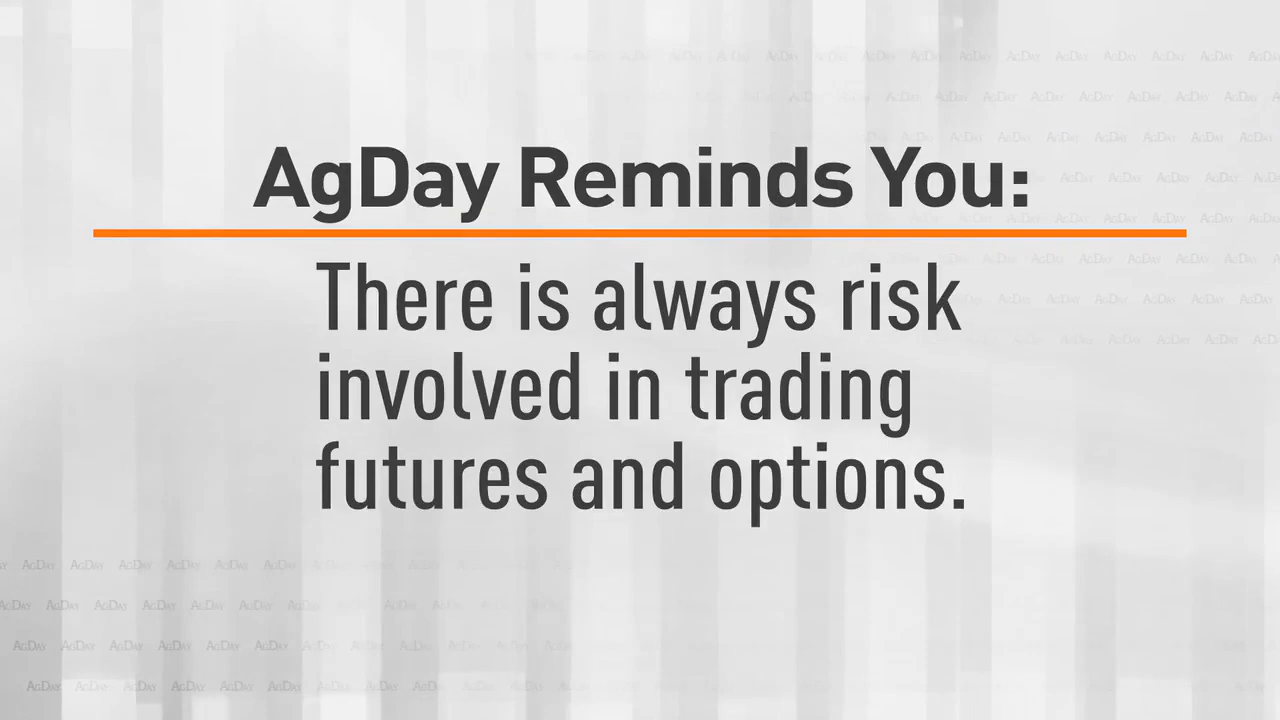 AgDay Reminds You:
There is always risk
involved in trading
futures and options.